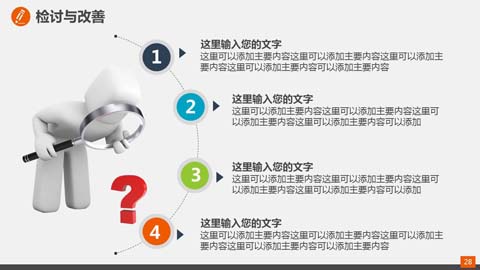 检讨与改善
1
这里输入您的文字
这里可以添加主要内容这里可以添加主要内容这里可以添加主
要内容这里可以添加主要内容可以添加主要内容
2
这里输入您的文字
这里可以添加主要内容这里可以添加主要内容这里可
以添加主要内容这里可以添加主要内容可以添加
3
这里输入您的文字
这里可以添加主要内容这里可以添加主要内容这里可
以添加主要内容这里可以添加主要内容可以添加
4
这里输入您的文字
这里可以添加主要内容这里可以添加主要内容这里可以添加主
要内容这里可以添加主要内容可以添加主要内容
?
28